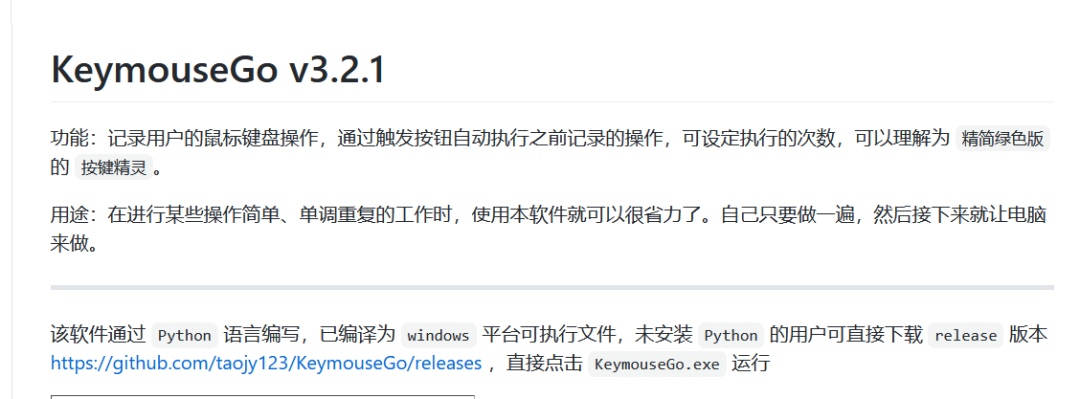 KeymouseGo v3.2.1
功能：记录用户的鼠标键盘操作，通过触发按钮自动执行之前记录的操作，可设定执行的次数，可以理解为 精简绿色版
的 按键精灵 。
用途：在进行某些操作简单、单调重复的工作时，使用本软件就可以很省力了。自己只要做一遍，然后接下来就让电脑
来做。
该软件通过 Python 语言编写，已编译为 windows 平台可执行文件，未安装 Python 的用户可直接下载 release 版本
https://github.com/taojy123/KeymouseGo/releases ，直接点击 KeymouseGo.exe 运行